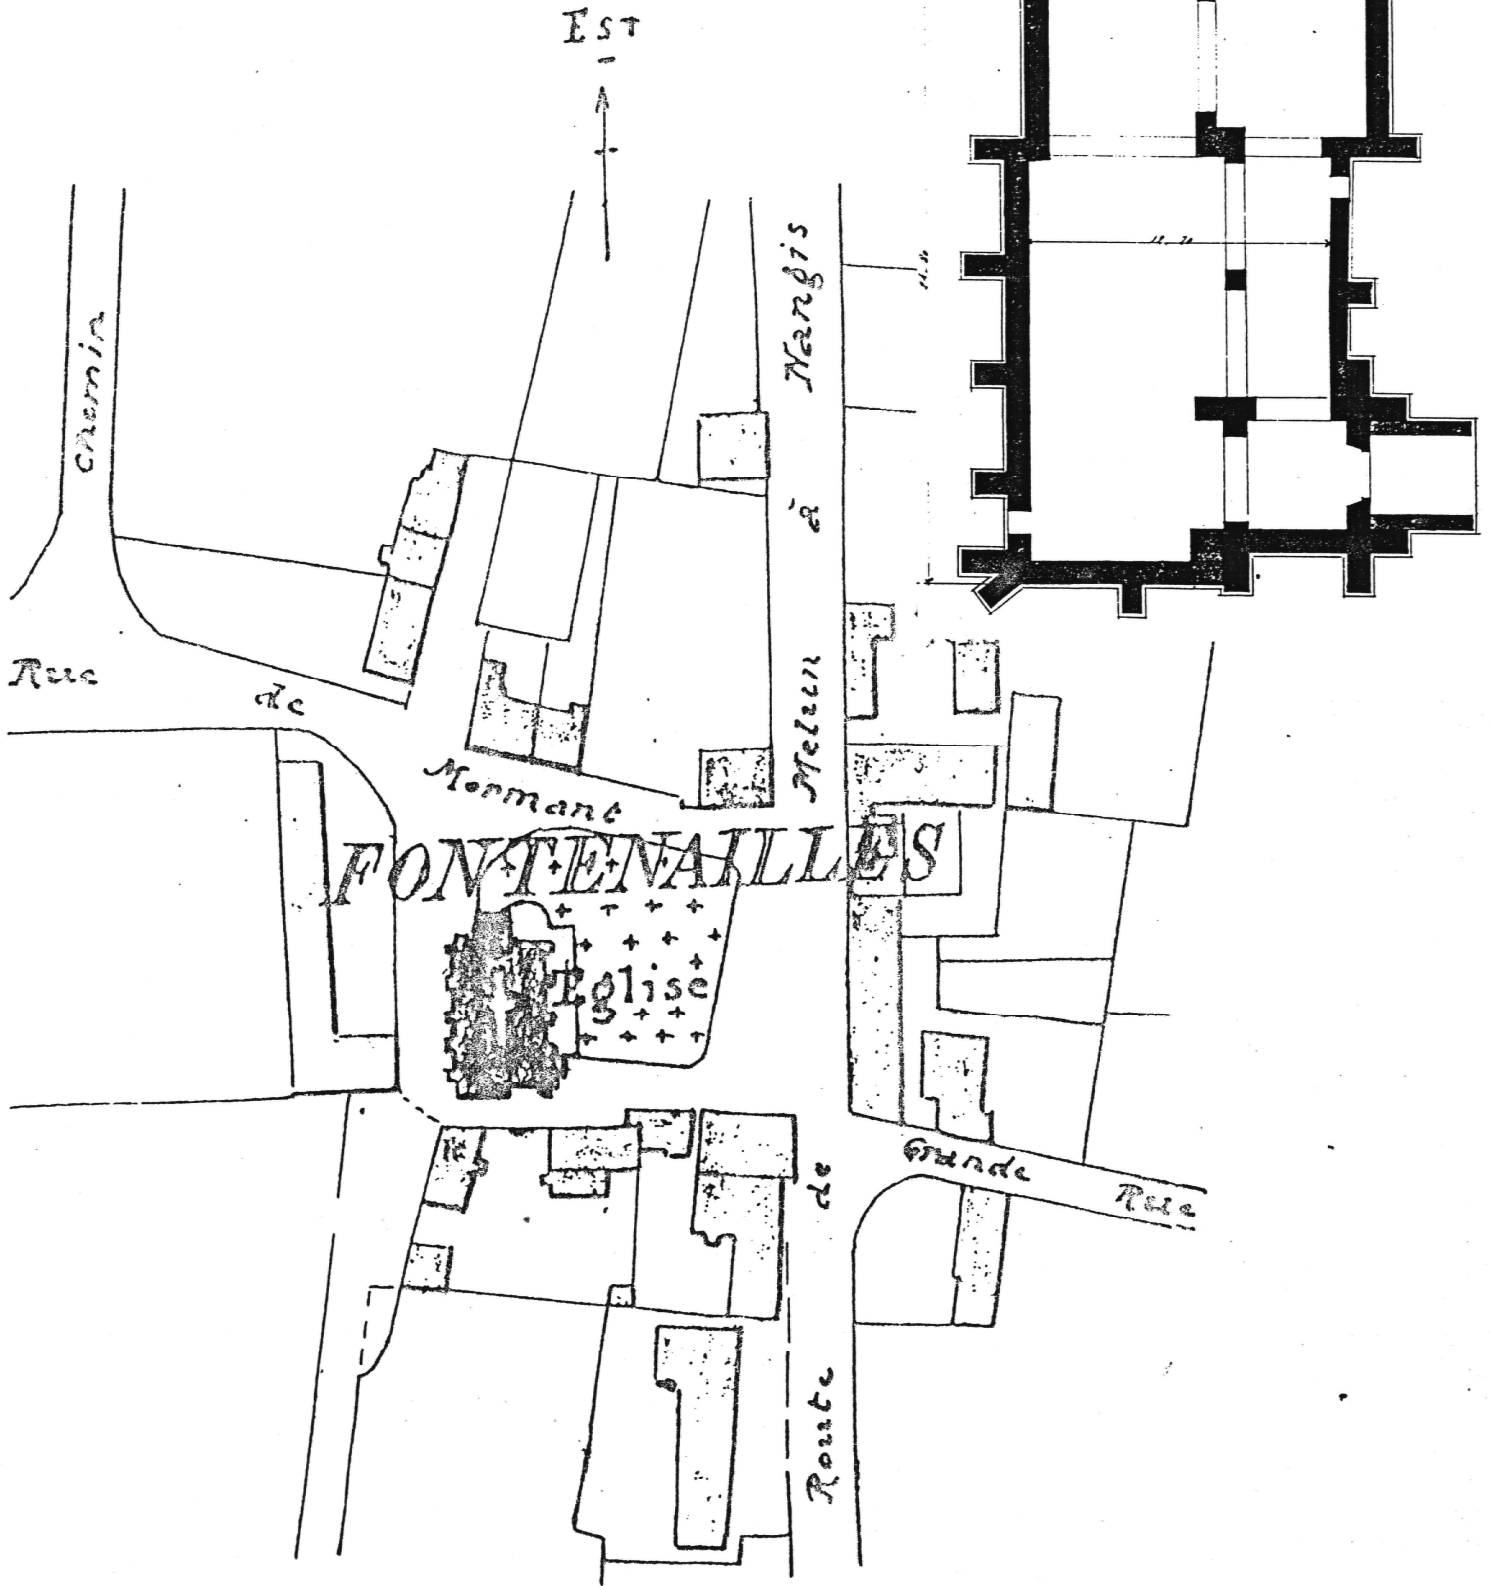 EST
Chemin
Rue de Mormant
Route de Melun à Nangis
FONTENAILLES
Eglise
Grande Rue